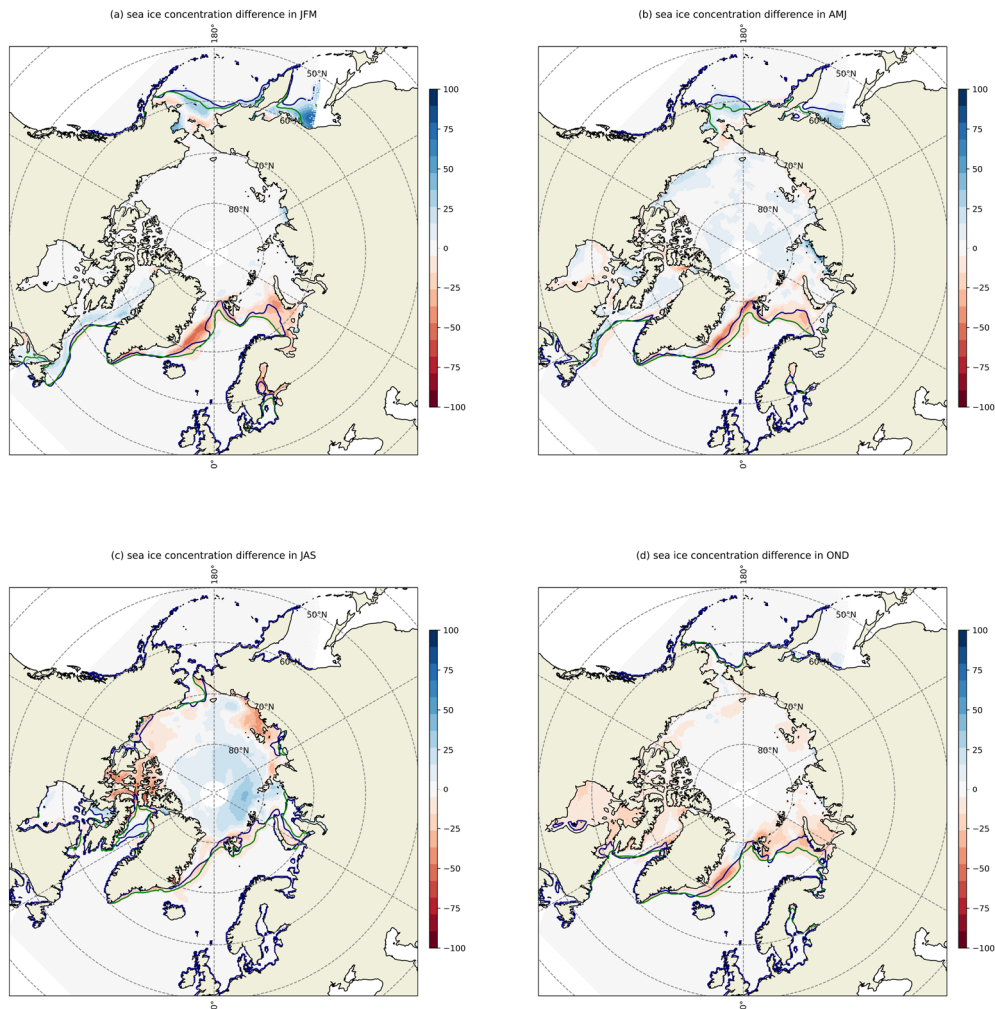 (a) sea ice concentration difference in JFM
180°
50°N
60°N
70°N
80°N
0°
100
75
50
25
0
−25
−50
−75
−100
(b) sea ice concentration difference in AMJ
180°
50°N
60°N
70°N
80°N
0°
100
75
50
25
0
−25
−50
−75
−100
(c) sea ice concentration difference in JAS
180°
50°N
60°N
70°N
80°N
0°
100
75
50
25
0
−25
−50
−75
−100
(d) sea ice concentration difference in OND
180°
50°N
60°N
70°N
80°N
0°
100
75
50
25
0
−25
−50
−75
−100